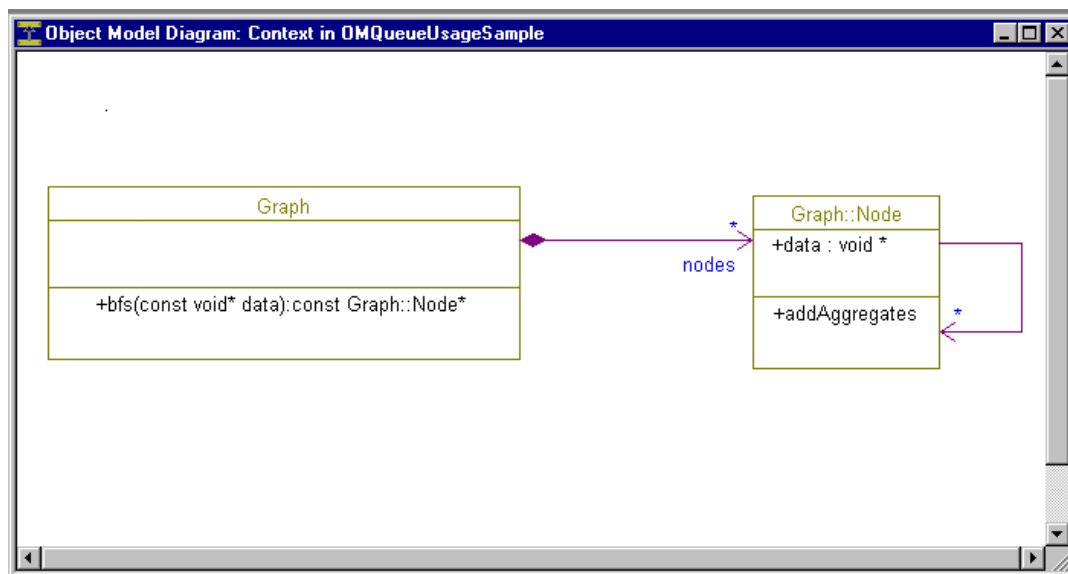 Object Model Diagram: Context in OMQueueUsageSample
Graph
+bfs(const void* data):const Graph::Node*
*
nodes
Graph::Node
+data : void *
+addAggregates
*